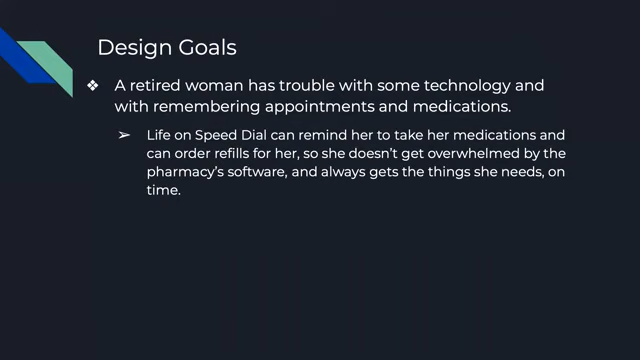 Design Goals
❖ A retired woman has trouble with some technology and
with remembering appointments and medications.
➢ Life on Speed Dial can remind her to take her medications and
can order refills for her, so she doesn’t get overwhelmed by the
pharmacy’s software, and always gets the things she needs, on
time.